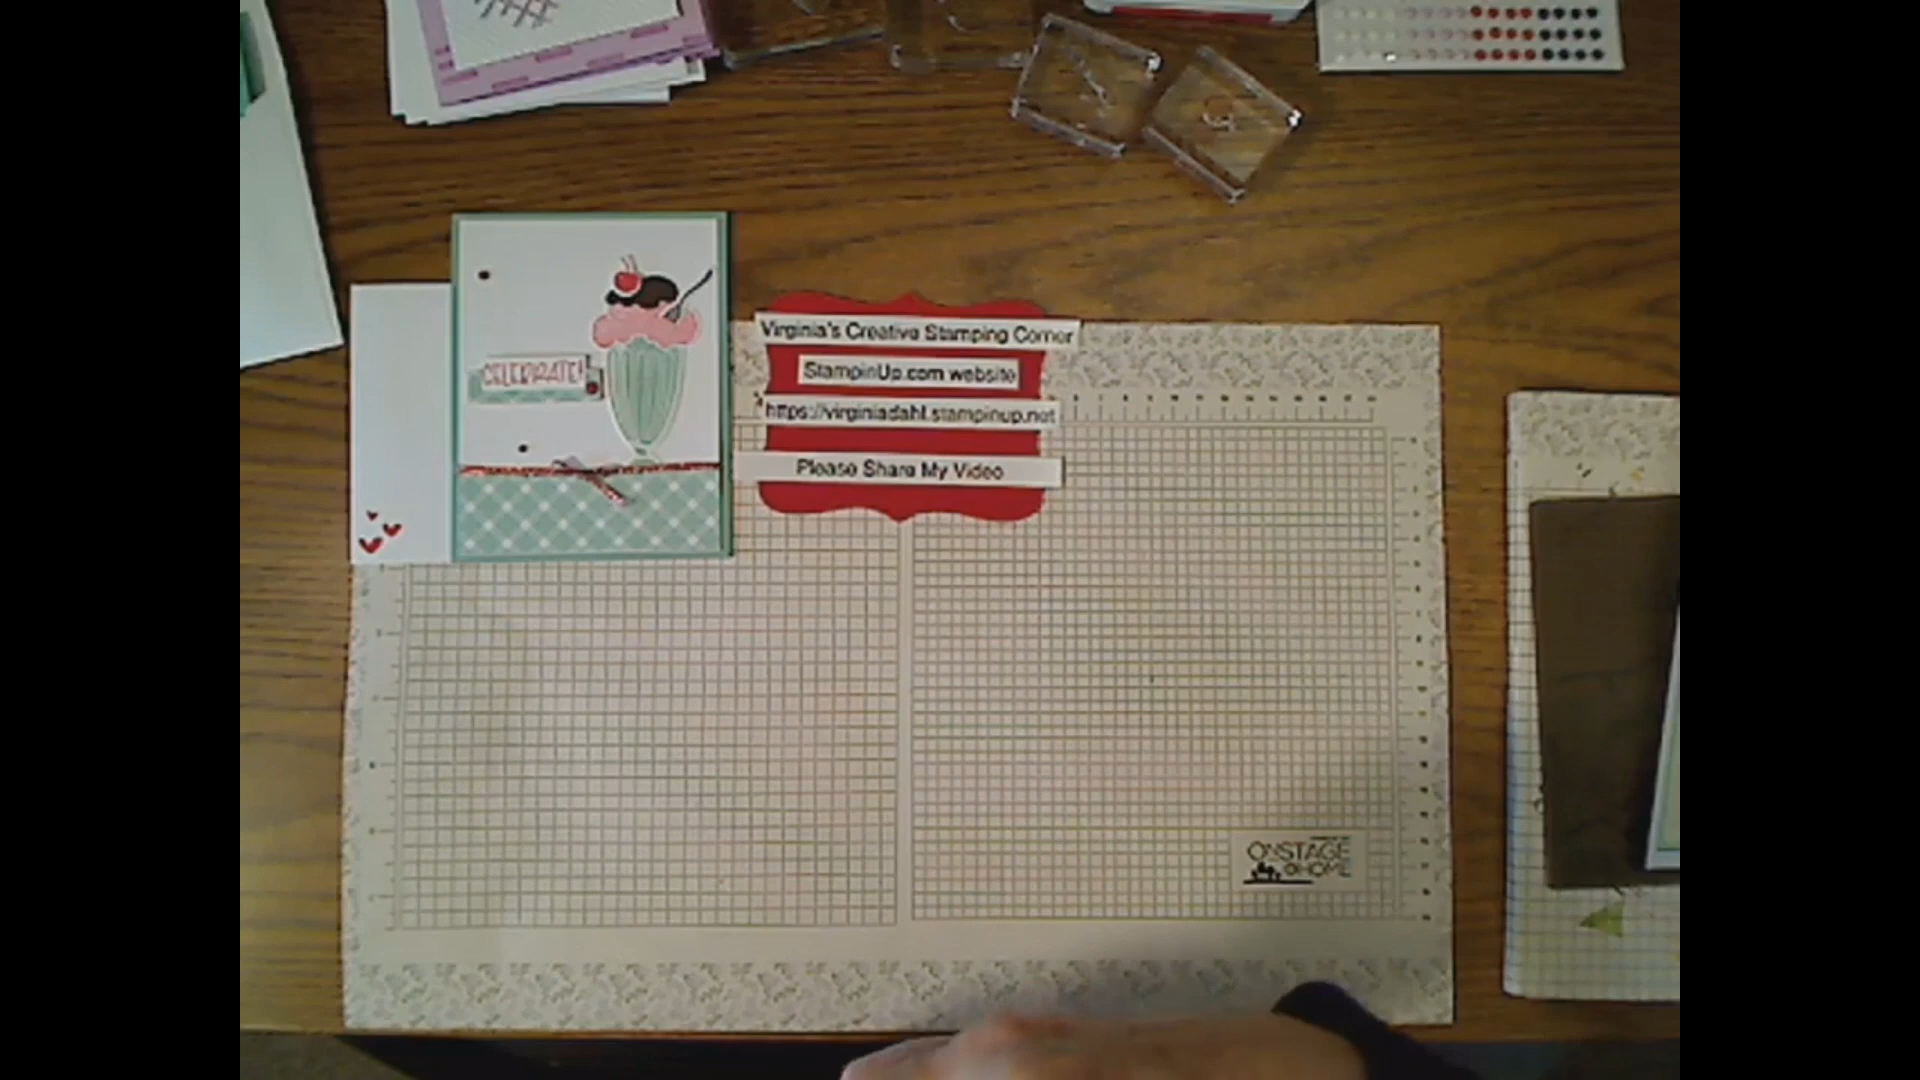 Virginia's Creative Stamping Corner
StampinUp.com website
https://virginiadahl.stampinup.net
Please Share My Video
CELEBRATE!
ONSTAGE
@HOME